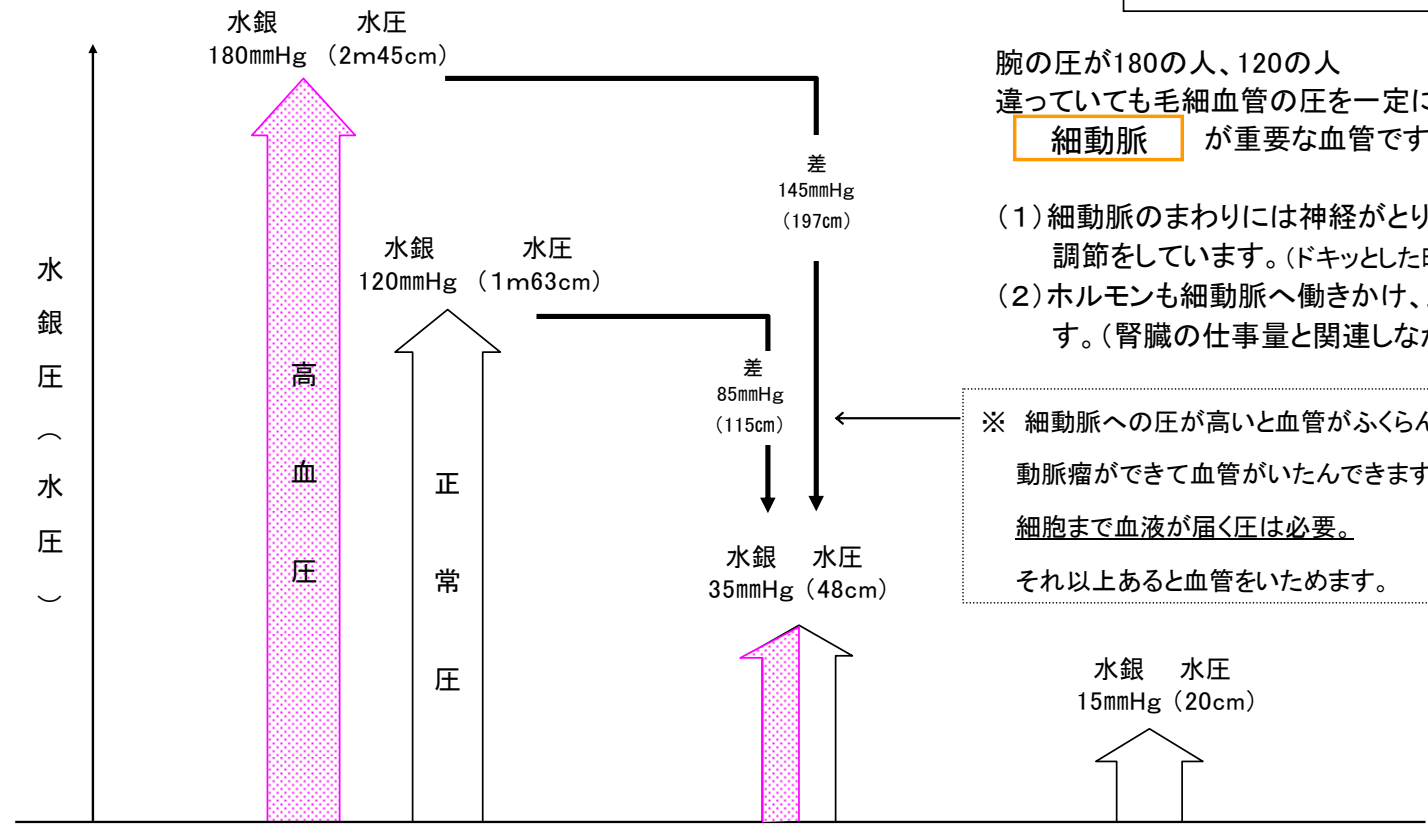 水銀　水圧
180mmHg （2m45cm）
腕の圧が180の人、120の人
違っていても毛細血管の圧を一定に
細動脈 が重要な血管です
差
145mmHg
（197cm）
（1）細動脈のまわりには神経がとり
調節をしています。（ドキッとした
（2）ホルモンも細動脈へ働きかけ、
す。（腎臓の仕事量と関連しなが
水銀　水圧
120mmHg （1m63cm）
水銀圧（水圧）
高血圧
正常圧
差
85mmHg
（115cm）
※ 細動脈への圧が高いと血管がふくらん
動脈瘤ができて血管がいたんできます
細胞まで血液が届く圧は必要。
それ以上あると血管をいためます。
水銀　水圧
35mmHg （48cm）
水銀　水圧
15mmHg （20cm）